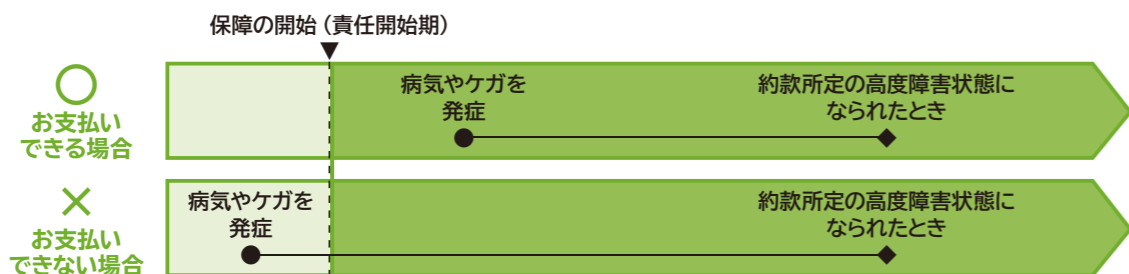 保障の開始（責任開始期）
○
お支払い
できる場合
病気やケガを
発症
約款所定の高度障害状態に
なられたとき
×
お支払い
できない場合
病気やケガを
発症
約款所定の高度障害状態に
なられたとき